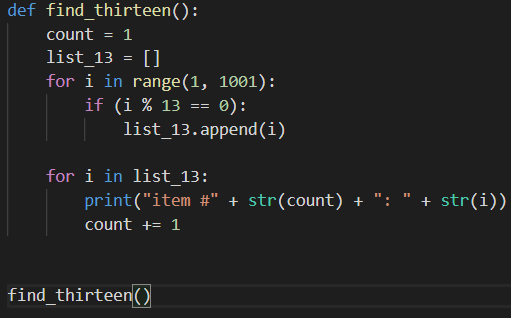 def find_thirteen():
    count = 1
    list_13 = []
    for i in range(1, 1001):
        if (i % 13 == 0):
            list_13.append(i)

    for i in list_13:
        print("item #" + str(count) + ": " + str(i))
        count += 1


find_thirteen()